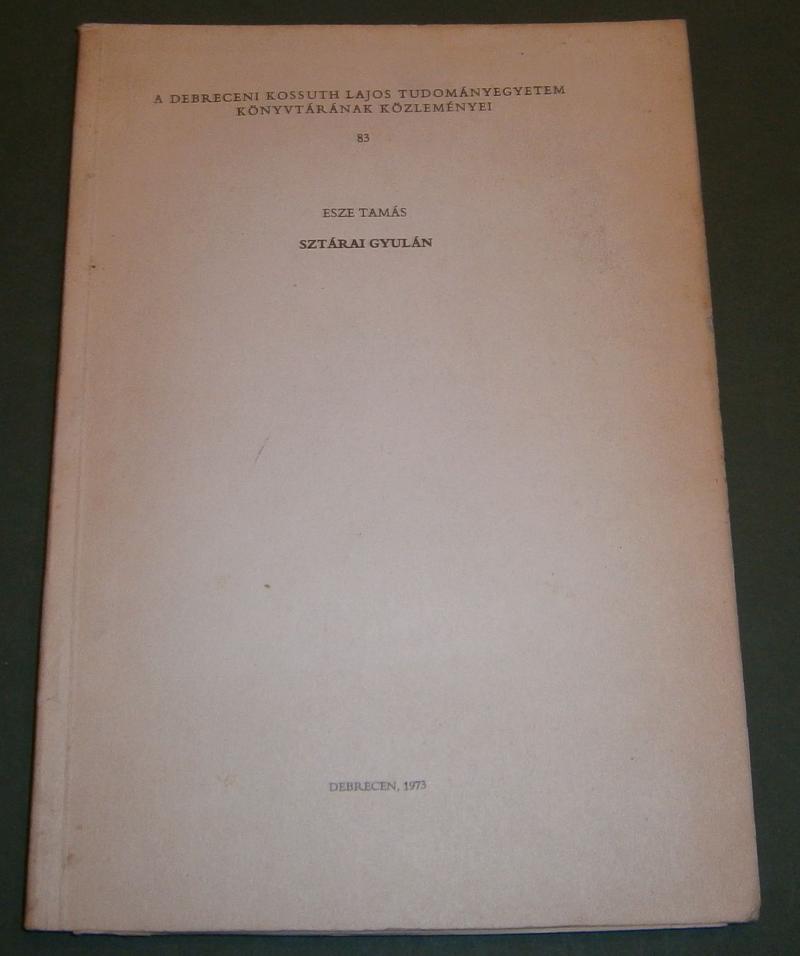 A DEBRECENI KOSSUTH LAJOS TUDOMÁNYEGYETEM
KÖNYVTÁRÁNAK KÖZLEMÉNYEI
83
ESZE TAMÁS
SZTÁRAI GYULÁN
DEBRECEN, 1973